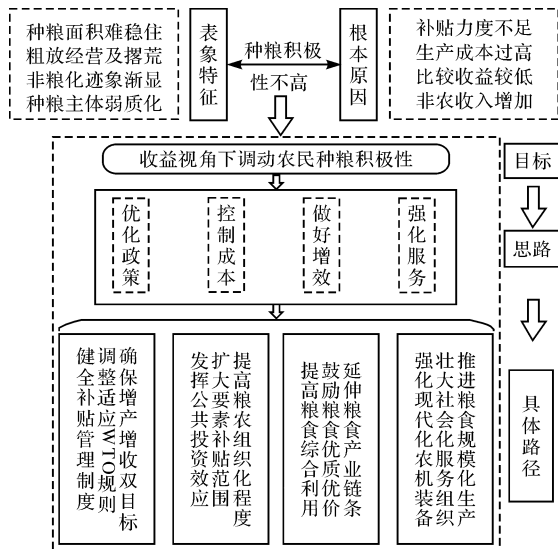 种粮面积难稳住
粗放经营及撂荒
非粮化迹象渐显
种粮主体弱质化
表象特征
种粮积极
性不高
根本原因
补贴力度不足
生产成本过高
比较收益较低
非农收入增加
收益视角下调动农民种粮积极性
目标
优化政策
控制成本
做好增效
强化服务
思路
确保增产增收双目标
调整适应WTO规则
健全补贴管理制度
提高粮农组织化程度
扩大要素补贴范围
发挥公共投资效应
延伸粮食产业链条
鼓励粮食优质优价
提高粮食综合利用
推进粮食规模化生产
壮大社会化服务组织
强化现代化农机装备
具体路径